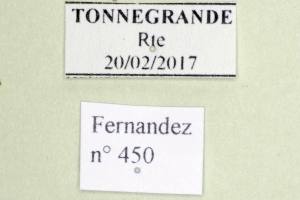 TONNEGRANDE
Rte
20/02/2017
Fernandez
n° 450